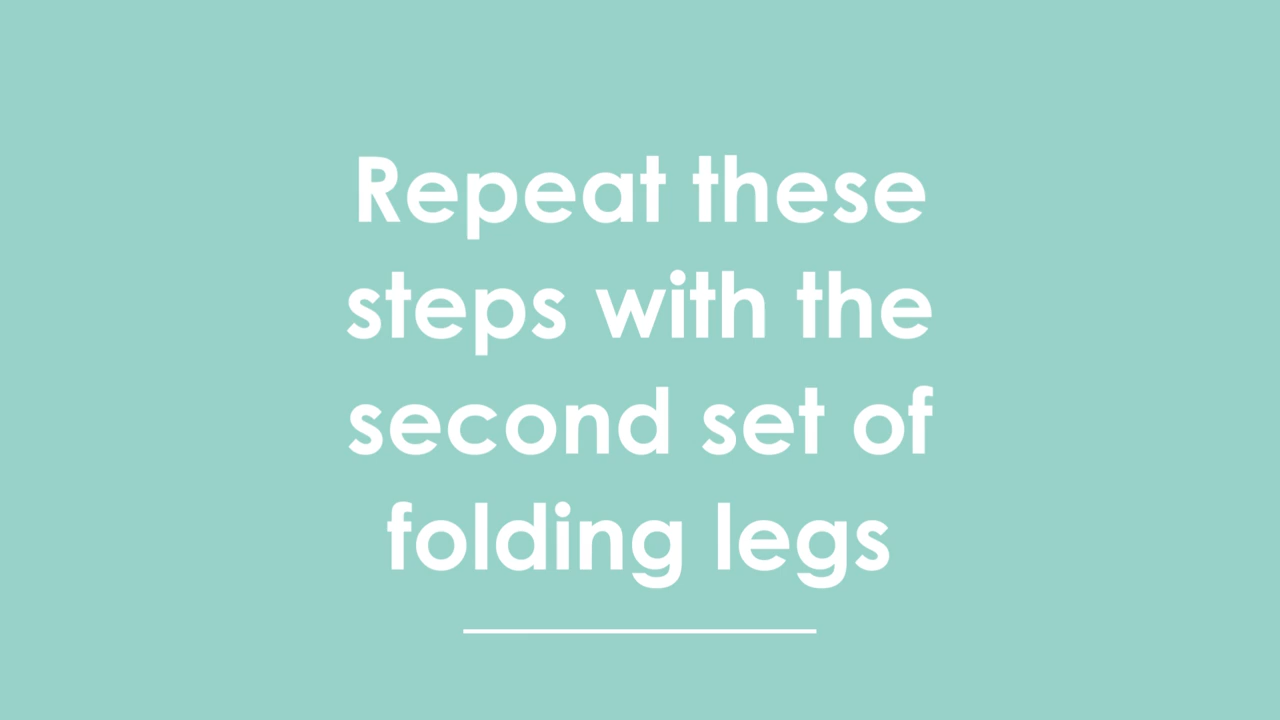 Repeat these
steps with the
second set of
folding legs